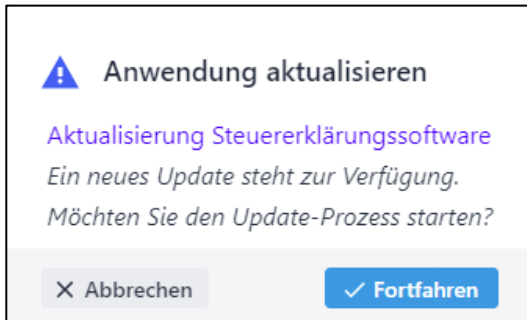 Anwendung aktualisieren
Aktualisierung Steuererklärungssoftware
Ein neues Update steht zur Verfügung.
Möchten Sie den Update-Prozess starten?
Abbrechen
Fortfahren